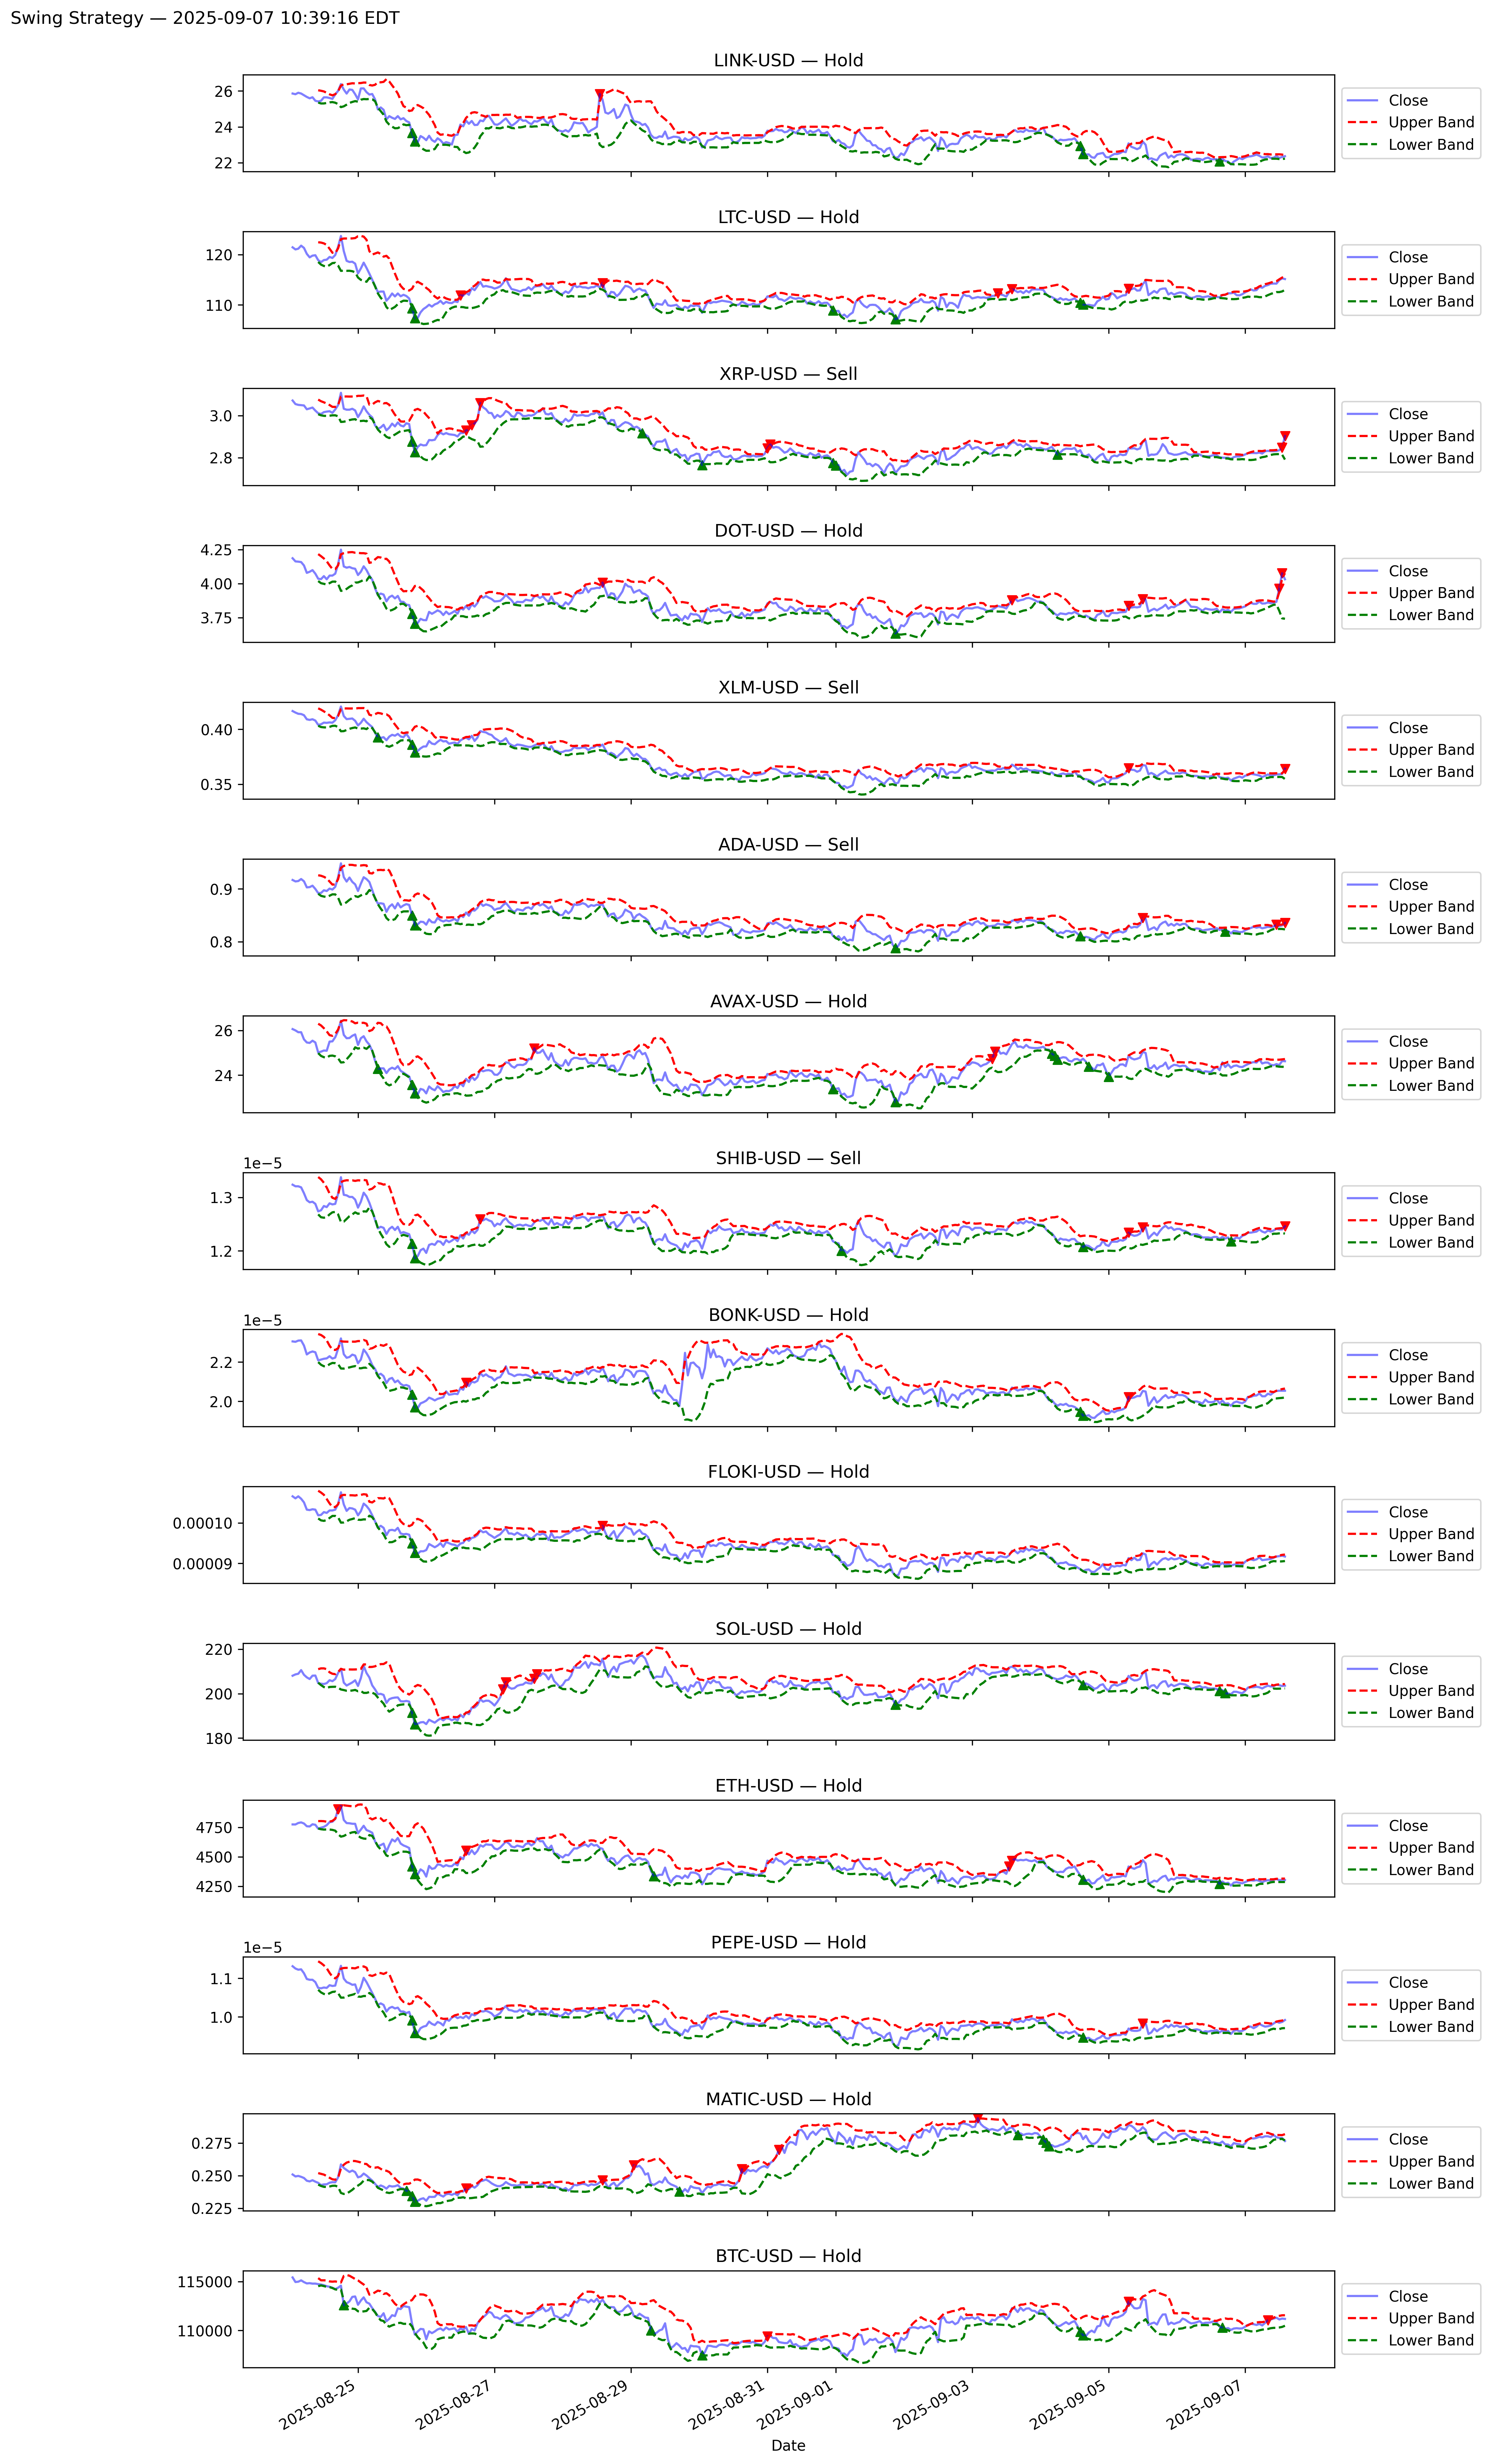 Swing Strategy — 2025-09-07 10:39:16 EDT
LINK-USD — Hold
26
24
22
Close
Upper Band
Lower Band
LTC-USD — Hold
120
110
Close
Upper Band
Lower Band
XRP-USD — Sell
3.0
2.8
Close
Upper Band
Lower Band
DOT-USD — Hold
4.25
4.00
3.75
Close
Upper Band
Lower Band
XLM-USD — Sell
0.40
0.35
Close
Upper Band
Lower Band
ADA-USD — Sell
0.9
0.8
Close
Upper Band
Lower Band
AVAX-USD — Hold
26
24
Close
Upper Band
Lower Band
SHIB-USD — Sell
1e−5
1.3
1.2
Close
Upper Band
Lower Band
BONK-USD — Hold
1e−5
2.2
2.0
Close
Upper Band
Lower Band
FLOKI-USD — Hold
0.00010
0.00009
Close
Upper Band
Lower Band
SOL-USD — Hold
220
200
180
Close
Upper Band
Lower Band
ETH-USD — Hold
4750
4500
4250
Close
Upper Band
Lower Band
PEPE-USD — Hold
1e−5
1.1
1.0
Close
Upper Band
Lower Band
MATIC-USD — Hold
0.275
0.250
0.225
Close
Upper Band
Lower Band
BTC-USD — Hold
115000
110000
Close
Upper Band
Lower Band
2025-08-25
2025-08-27
2025-08-29
2025-08-31
2025-09-01
2025-09-03
2025-09-05
2025-09-07
Date